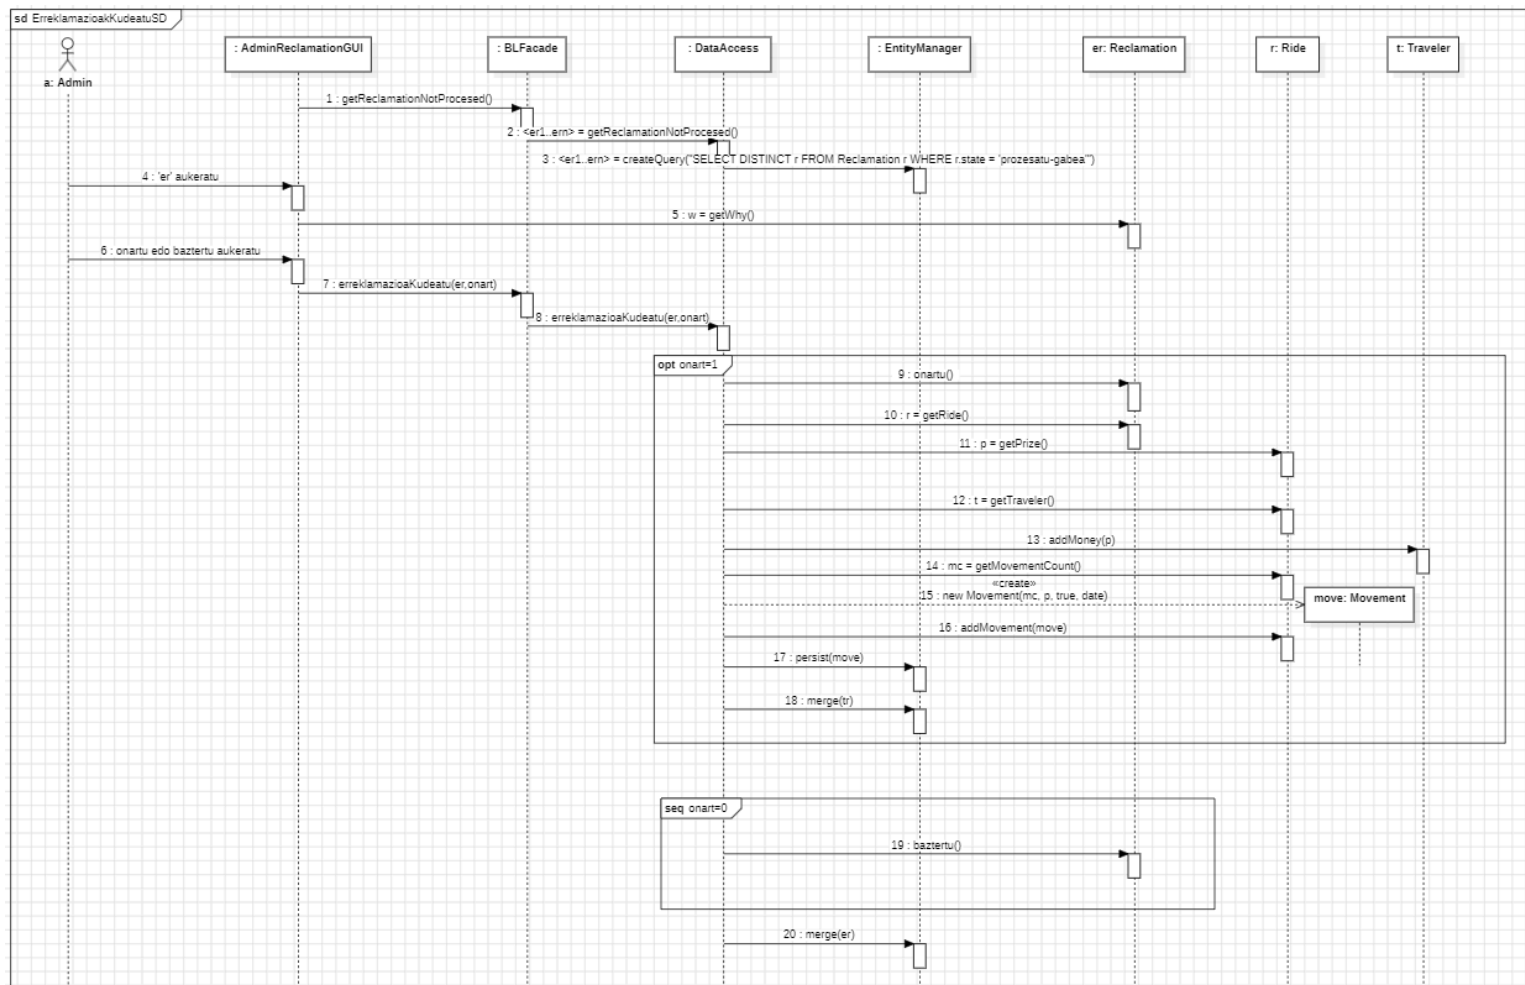 sd ErreklamazioakKudeatuSD
a: Admin
: AdminReclamationGUI
: BLFacade
: DataAccess
: EntityManager
er: Reclamation
r: Ride
t: Traveler
1 : getReclamationNotProcesed()
2 : <er1..ern> = getReclamationNotProcesed()
3 : <er1..ern> = createQuery("SELECT DISTINCT r FROM Reclamation r WHERE r.state = 'prozesatu-gabea'")
4 : 'er' aukeratu
5 : w = getWhy()
6 : onartu edo baztertu aukeratu
7 : erreklamazioaKudeatu(er,onart)
8 : erreklamazioaKudeatu(er,onart)
opt onart=1
9 : onartu()
10 : r = getRide()
11 : p = getPrize()
12 : t = getTraveler()
13 : addMoney(p)
14 : mc = getMovementCount()
«create»
15 : new Movement(mc, p, true, date)
move: Movement
16 : addMovement(move)
17 : persist(move)
18 : merge(tr)
seq onart=0
19 : baztertu()
20 : merge(er)